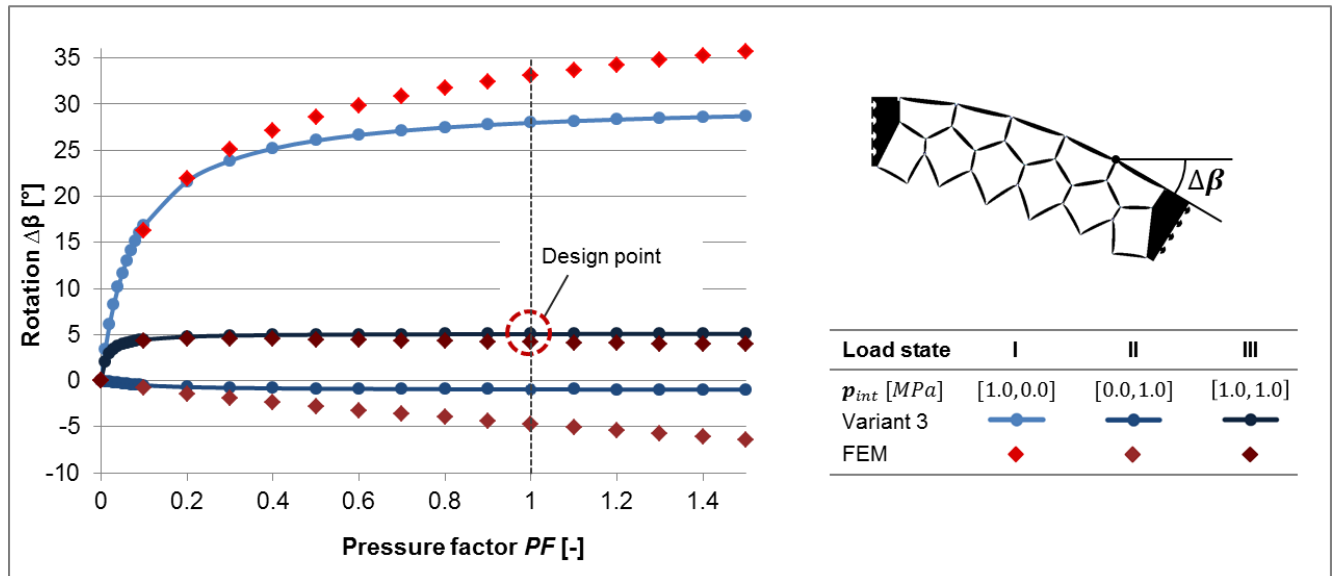 35
30
25
20
15
10
5
0
-5
-10
Rotation Δβ [°]
0 0.2 0.4 0.6 0.8 1 1.2 1.4
Pressure factor PF [-]
Design point
Δβ
Load state I II III
p_int [MPa] [1.0,0.0] [0.0,1.0] [1.0,1.0]
Variant 3
FEM